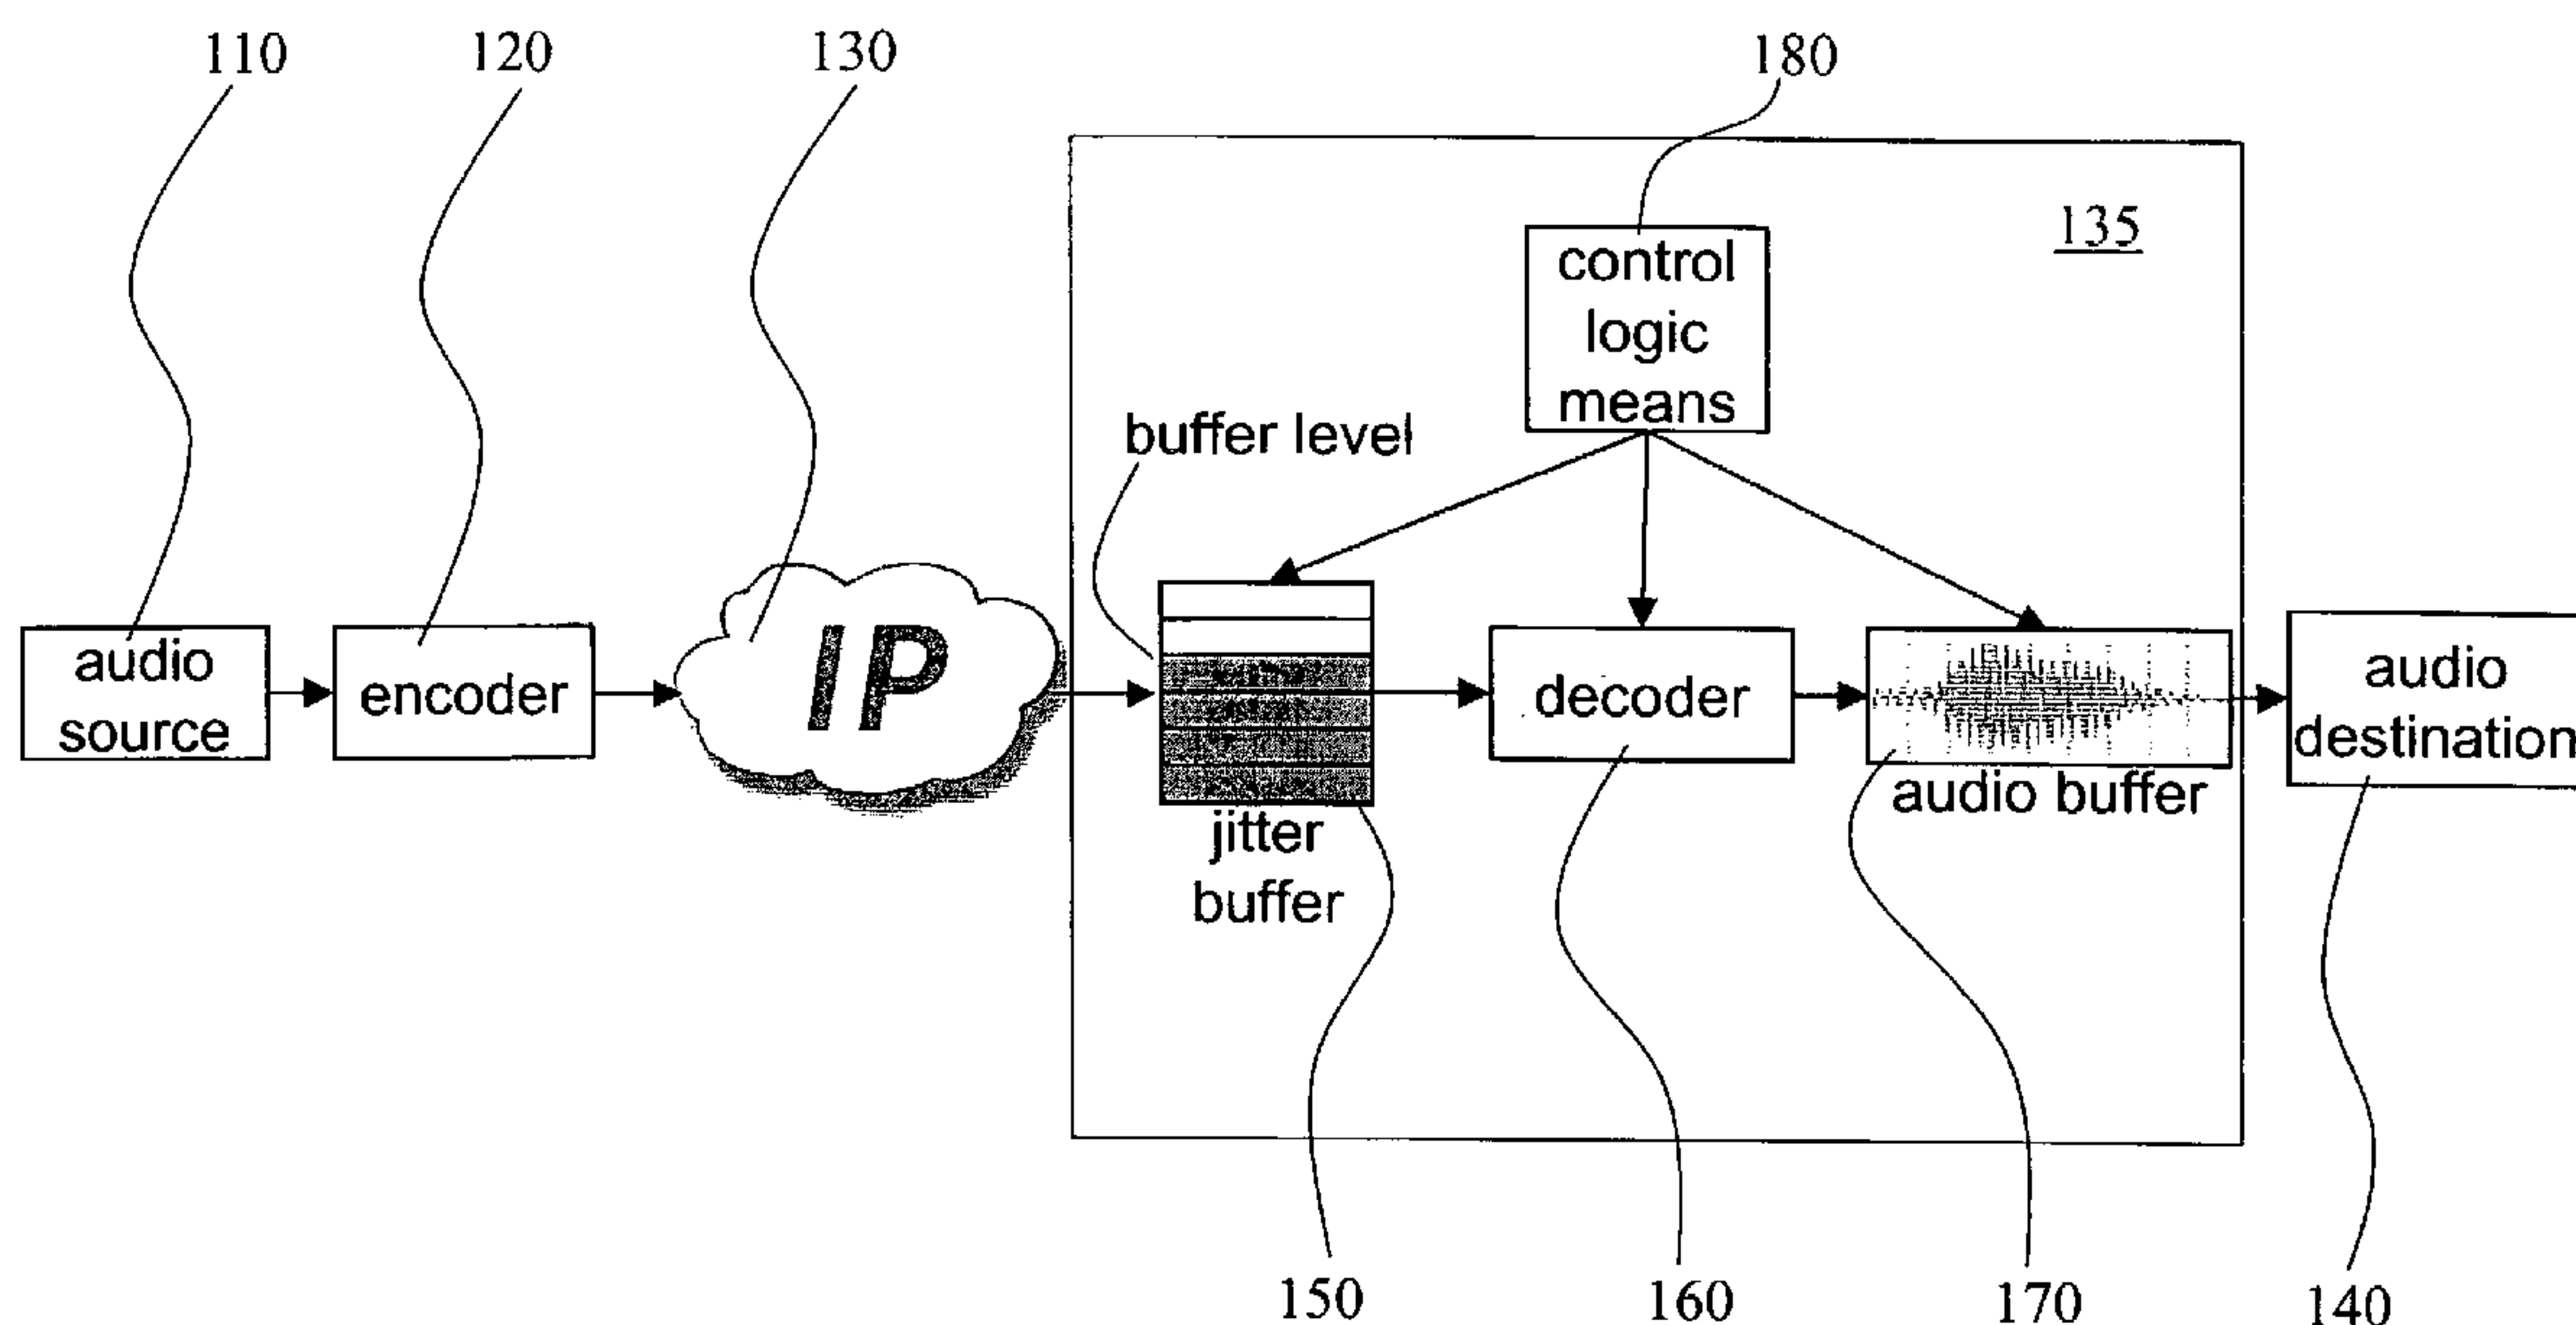 110
120
130
180
135
control
logic
means
buffer level
audio
source
encoder
IP
decoder
audio
destination
audio buffer
jitter
buffer
150
160
170
140